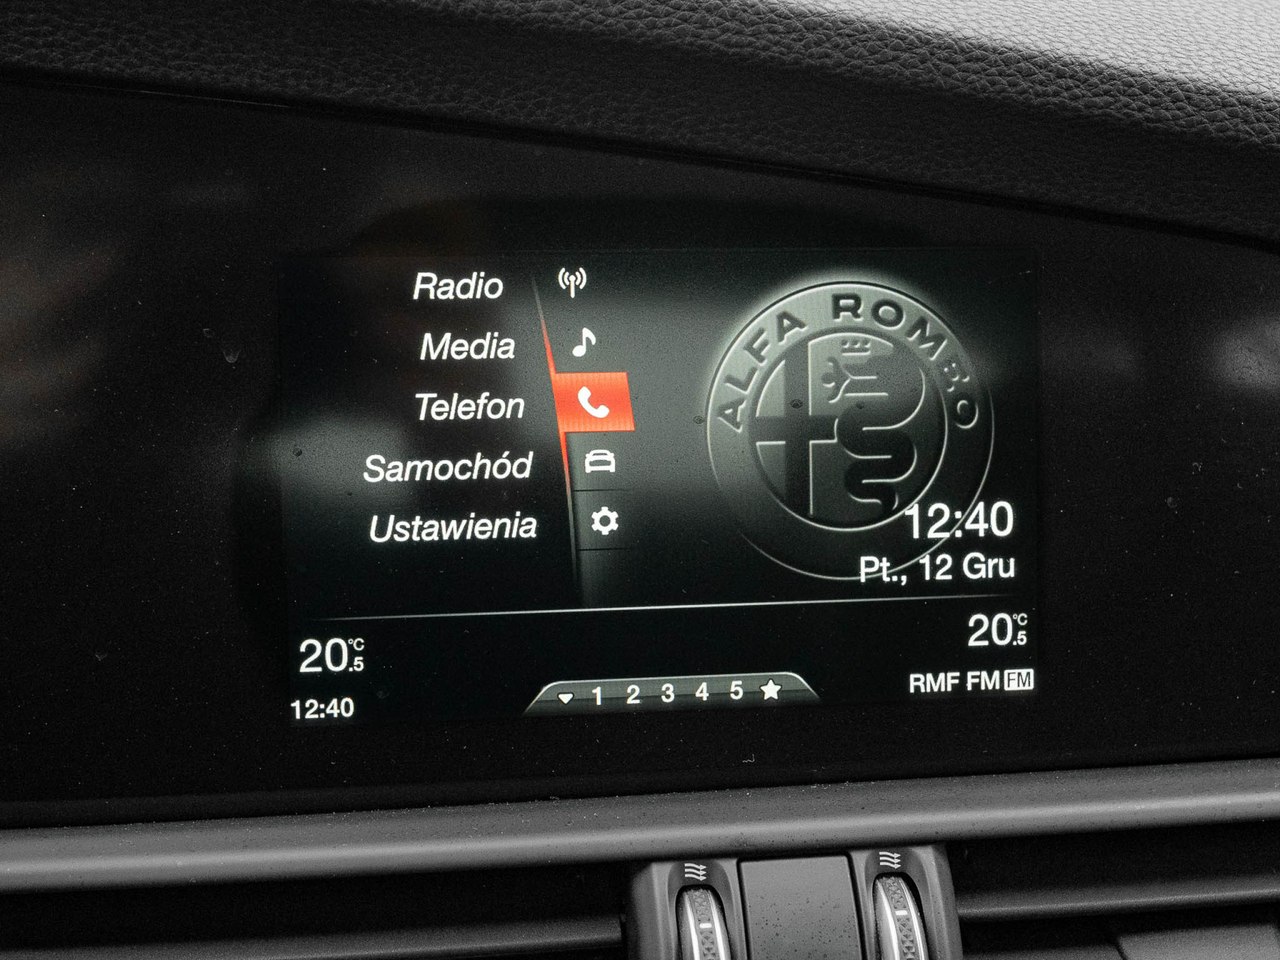 Radio
Media
Telefon
Samochód
Ustawienia
ALFA ROMEO
12:40
Pt., 12 Gru
20.5 °C
20.5 °C
12:40
1 2 3 4 5
RMF FM FM